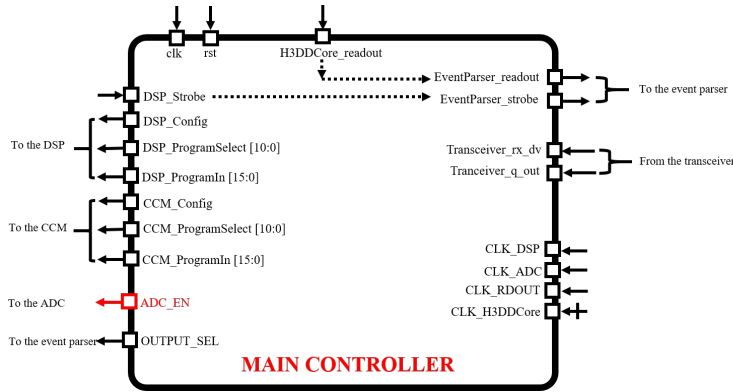 clk
rst
H3DDCore_readout
DSP_Strobe
DSP_Config
To the DSP
DSP_ProgramSelect [10:0]
DSP_ProgramIn [15:0]
CCM_Config
To the CCM
CCM_ProgramSelect [10:0]
CCM_ProgramIn [15:0]
To the ADC
ADC_EN
To the event parser
OUTPUT_SEL
EventParser_readout
EventParser_strobe
To the event parser
Transceiver_rx_dv
Tranceiver_q_out
From the transceiver
CLK_DSP
CLK_ADC
CLK_RDOUT
CLK_H3DDCore
MAIN CONTROLLER